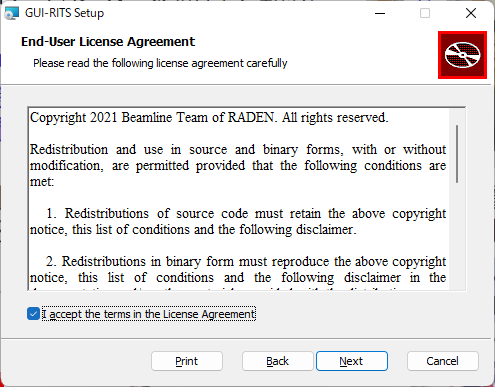 GUI-RITS Setup
End-User License Agreement
Please read the following license agreement carefully
Copyright 2021 Beamline Team of RADEN. All rights reserved.
Redistribution and use in source and binary forms, with or without
modification, are permitted provided that the following conditions are
met:
1. Redistributions of source code must retain the above copyright
notice, this list of conditions and the following disclaimer.
2. Redistributions in binary form must reproduce the above copyright
notice, this list of conditions and the following disclaimer in the
I accept the terms in the License Agreement
Print
Back
Next
Cancel